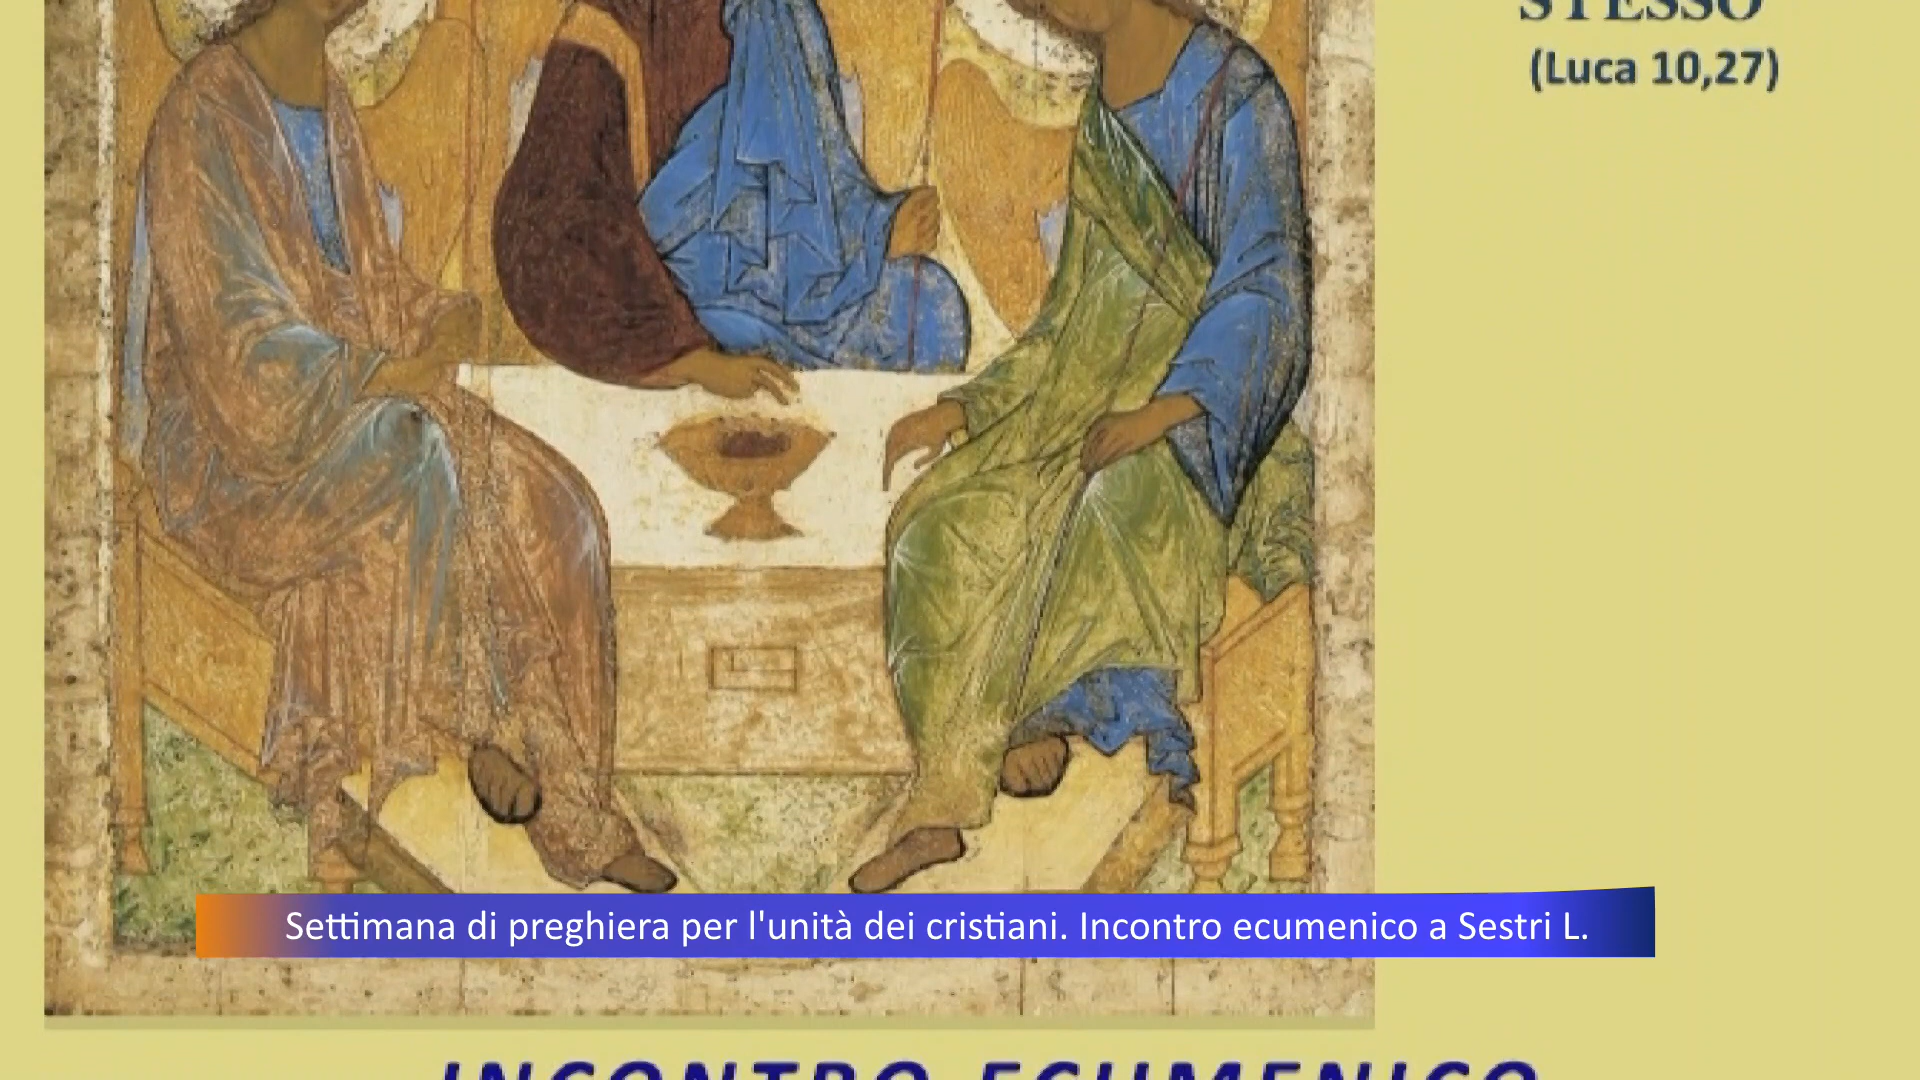 STESSO
(Luca 10,27)
Settimana di preghiera per l'unità dei cristiani. Incontro ecumenico a Sestri L.
INCONTRO ECUMENICO